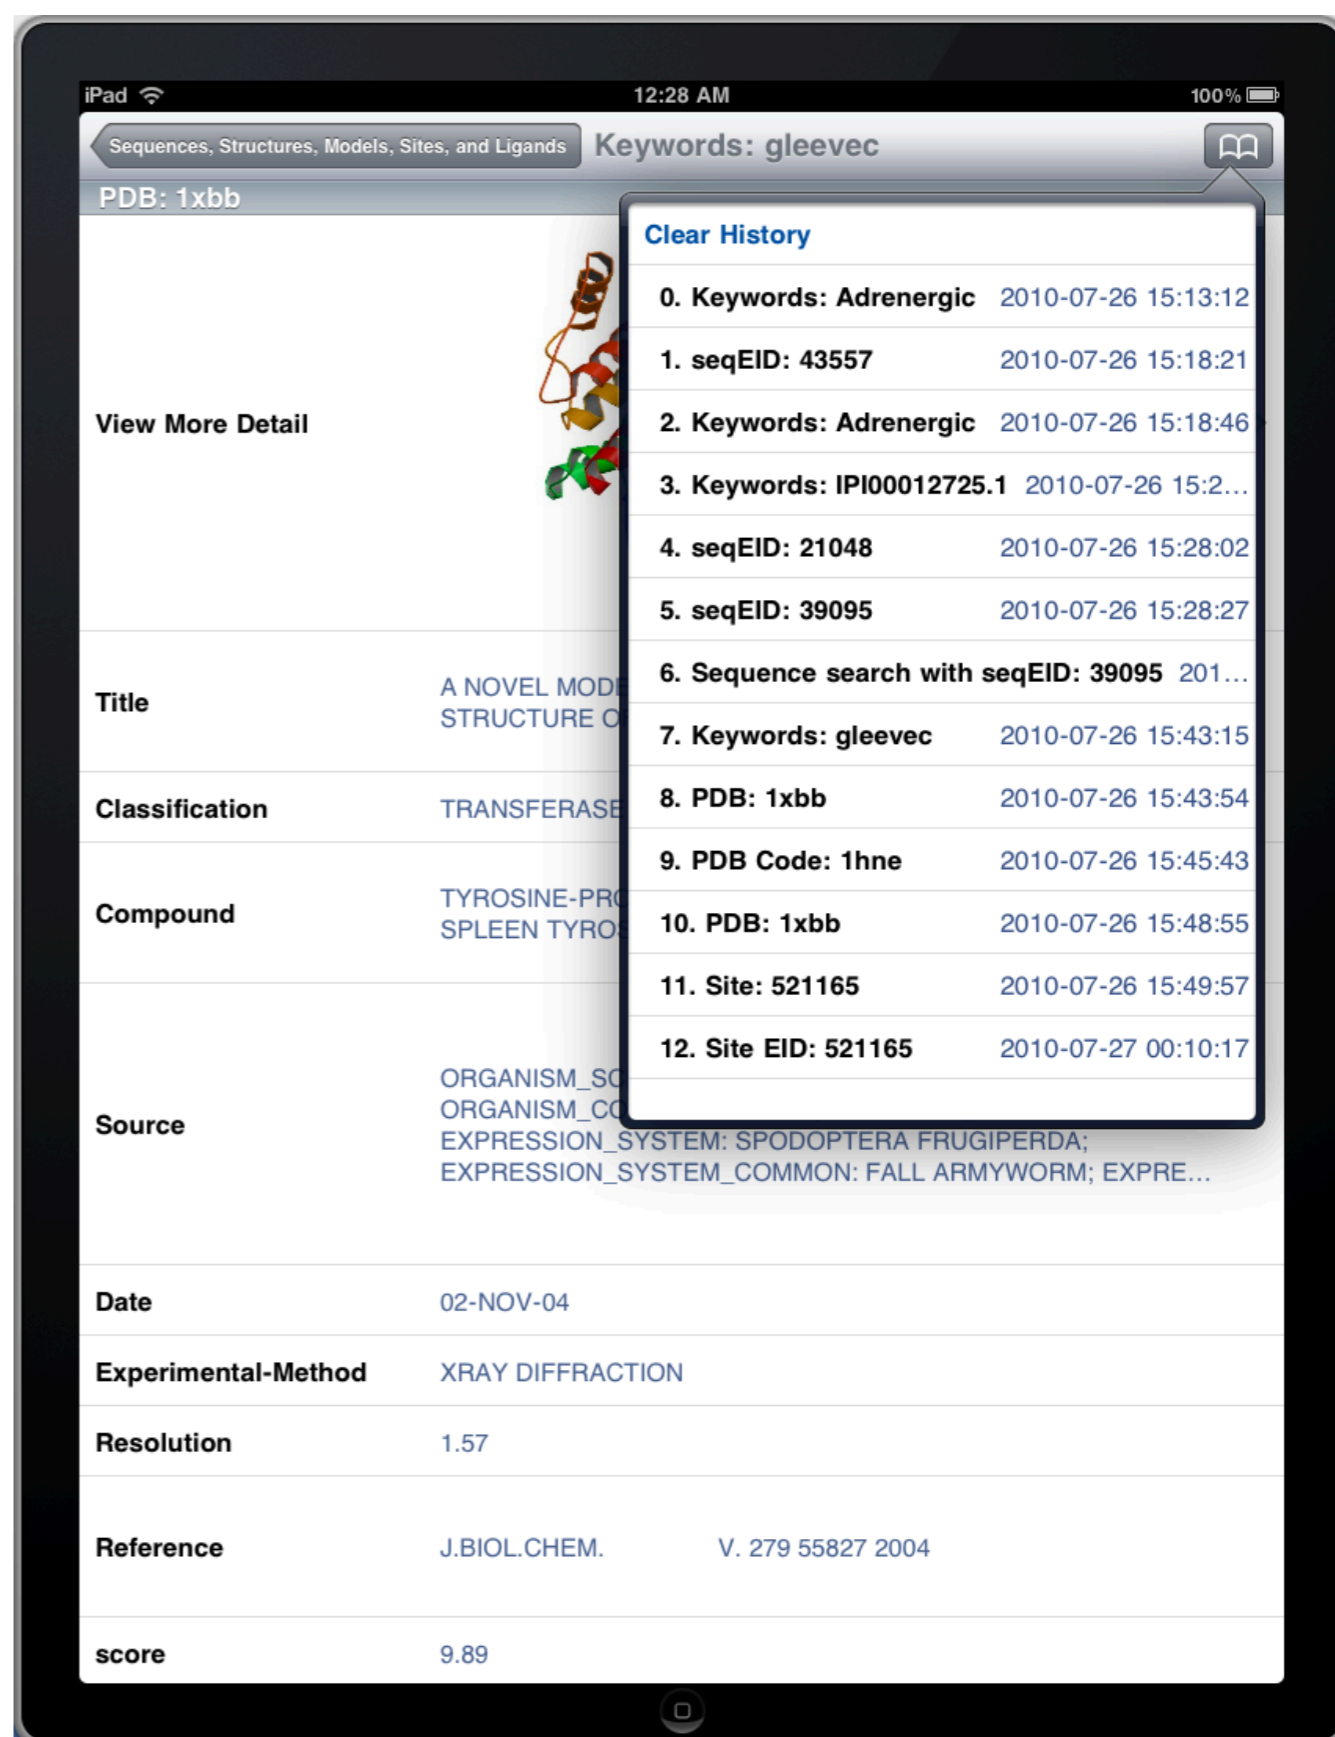 iPad 12:28 AM 100%
Sequences, Structures, Models, Sites, and Ligands Keywords: gleevec
PDB: 1xbb
Clear History
0. Keywords: Adrenergic 2010-07-26 15:13:12
1. seqEID: 43557 2010-07-26 15:18:21
2. Keywords: Adrenergic 2010-07-26 15:18:46
3. Keywords: IPI00012725.1 2010-07-26 15:2...
4. seqEID: 21048 2010-07-26 15:28:02
5. seqEID: 39095 2010-07-26 15:28:27
6. Sequence search with seqEID: 39095 201...
7. Keywords: gleevec 2010-07-26 15:43:15
8. PDB: 1xbb 2010-07-26 15:43:54
9. PDB Code: 1hne 2010-07-26 15:45:43
10. PDB: 1xbb 2010-07-26 15:48:55
11. Site: 521165 2010-07-26 15:49:57
12. Site EID: 521165 2010-07-27 00:10:17
View More Detail
Title
A NOVEL MODE
STRUCTURE O
Classification TRANSFERASE
Compound
TYROSINE-PRO
SPLEEN TYROS
Source
ORGANISM_SC
ORGANISM_CO
EXPRESSION_SYSTEM: SPODOPTERA FRUGIPERDA;
EXPRESSION_SYSTEM_COMMON: FALL ARMYWORM; EXPRE...
Date 02-NOV-04
Experimental-Method XRAY DIFFRACTION
Resolution 1.57
Reference J.BIOL.CHEM. V. 279 55827 2004
score 9.89